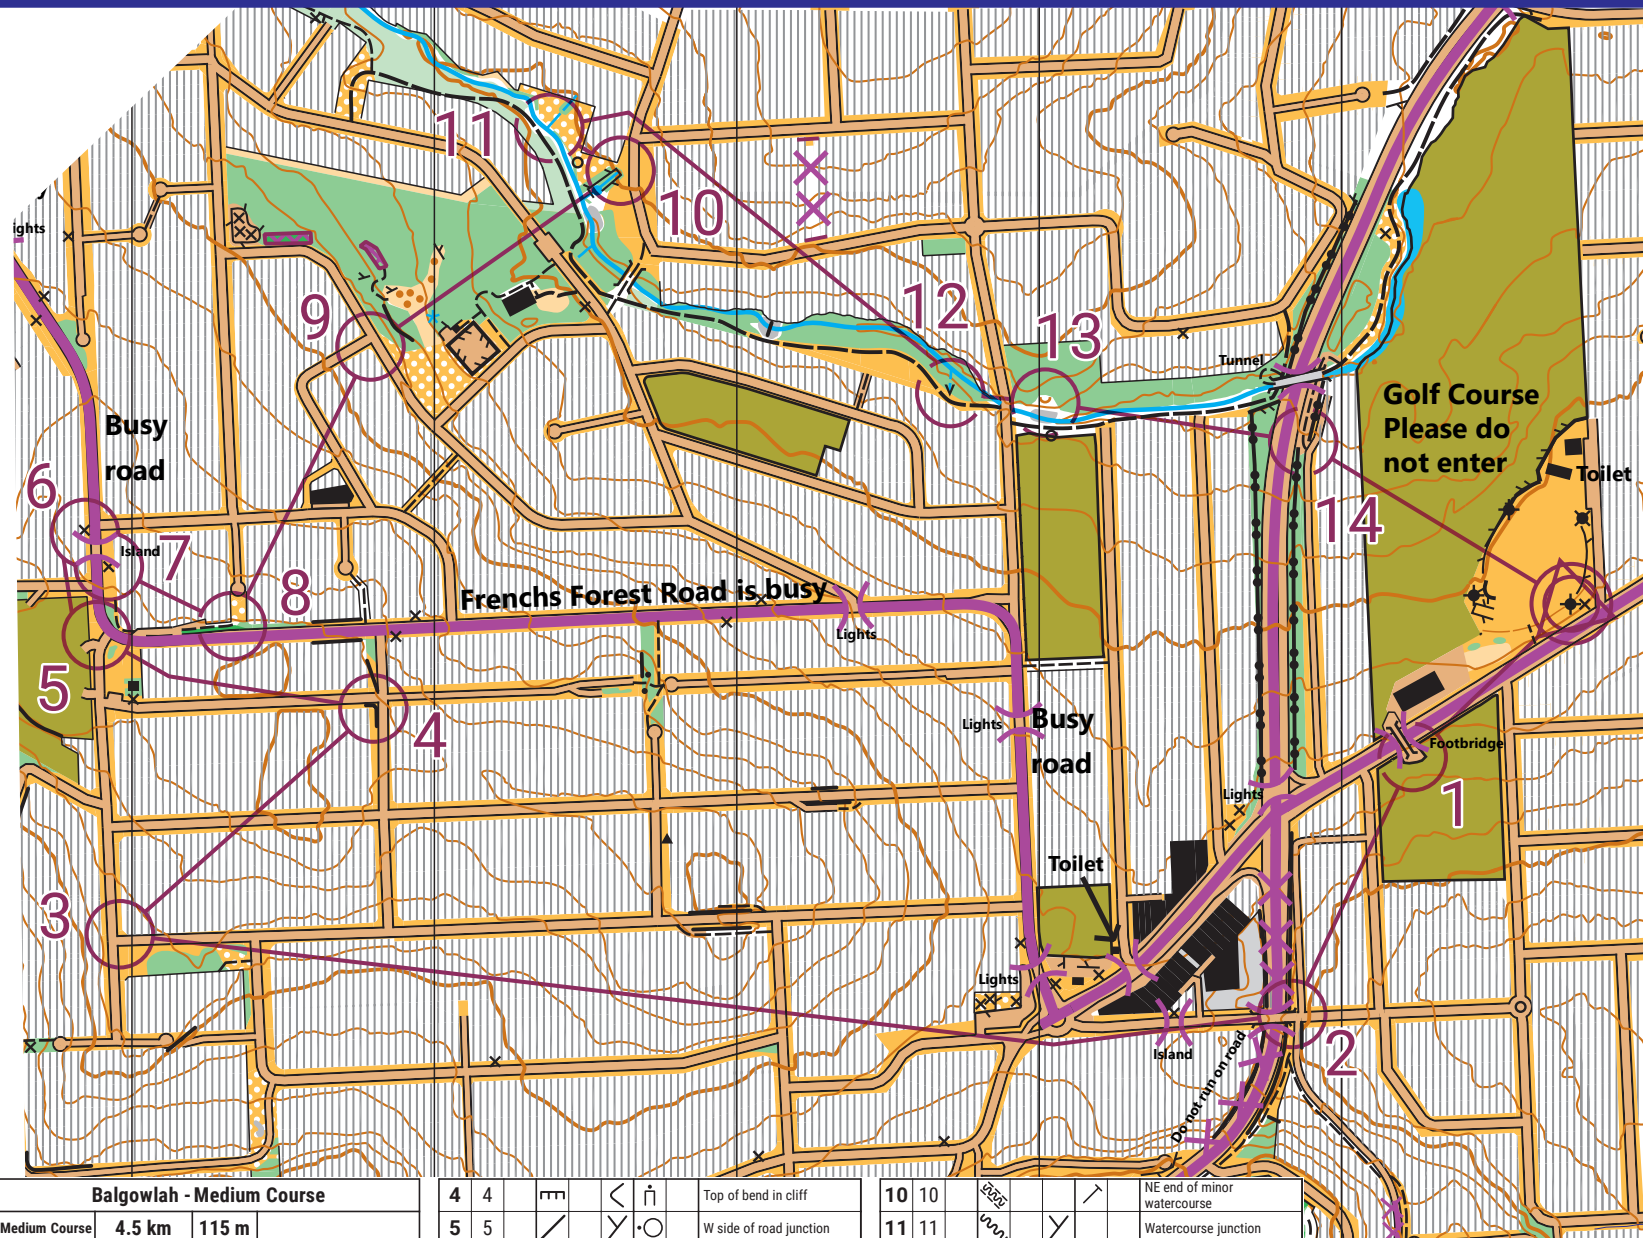 11
10
ights
9
12
13
Tunnel
Golf Course
Please do
not enter
Toilet
Busy
road
6
Island
7
8
14
Frenchs Forest Road is busy
Lights
5
4
Lights
Busy
road
Footbridge
Lights
1
Toilet
3
Lights
Island
2
Do not run on road
Balgowlah - Medium Course
Medium Course 4.5 km 115 m
4 4 Top of bend in cliff
5 5 W side of road junction
10 10 NE end of minor
watercourse
11 11 Watercourse junction